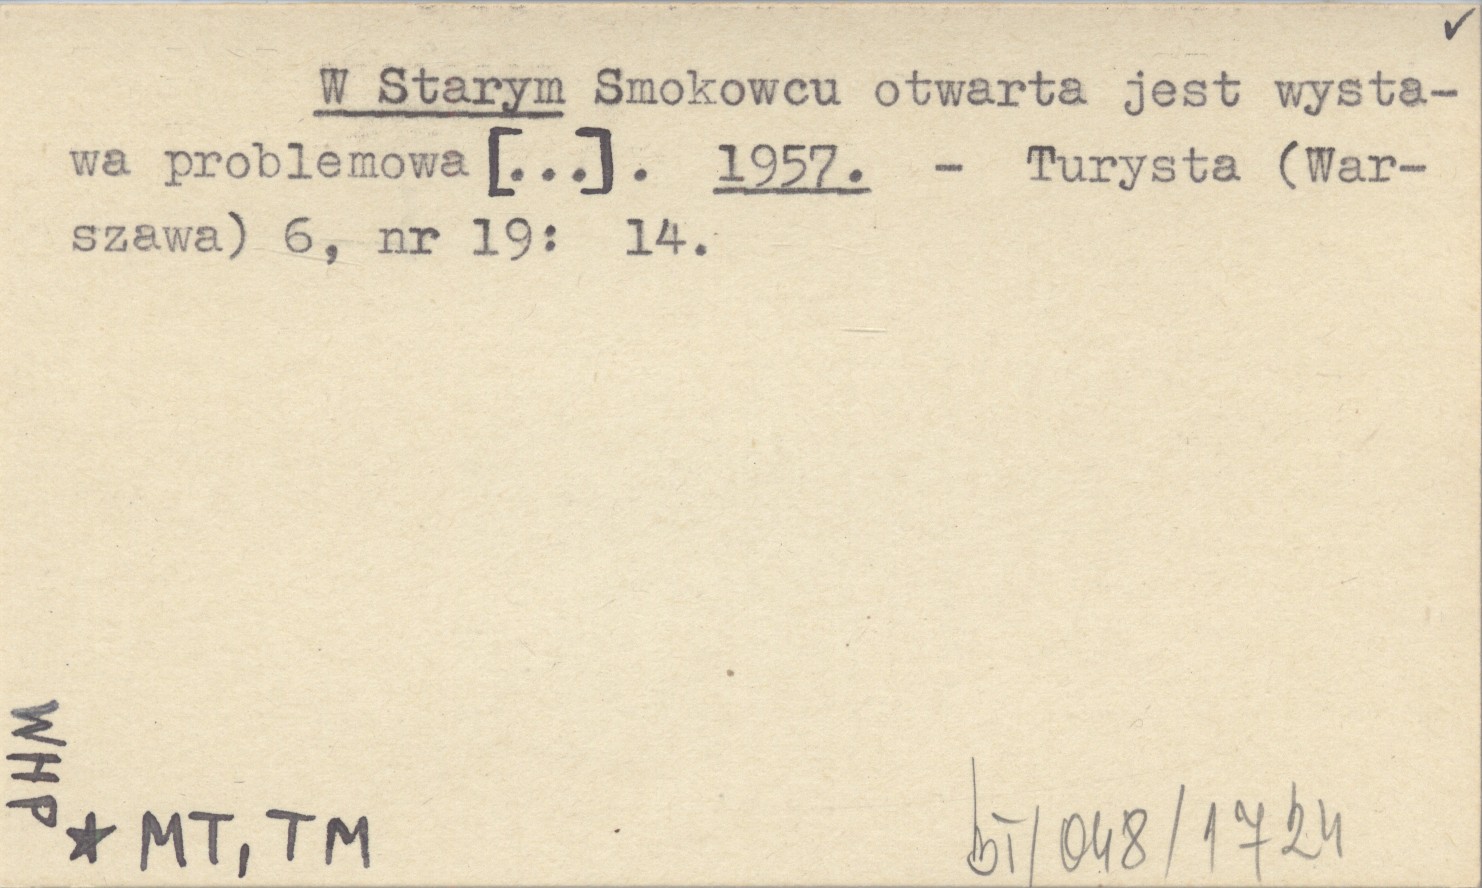 W Starym Smokowcu otwarta jest wysta-
wa problemowa [...]. 1957. - Turysta (War-
szawa) 6, nr 19: 14.
WHP
★ MT, TM
bT/048/1724